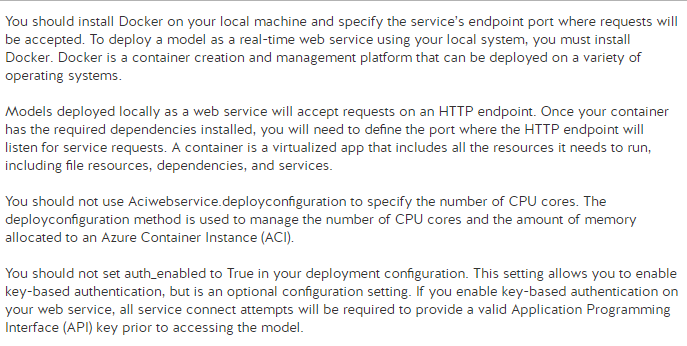 You should install Docker on your local machine and specify the service's endpoint port where requests will
be accepted. To deploy a model as a real-time web service using your local system, you must install
Docker. Docker is a container creation and management platform that can be deployed on a variety of
operating systems.
Models deployed locally as a web service will accept requests on an HTTP endpoint. Once your container
has the required dependencies installed, you will need to define the port where the HTTP endpoint will
listen for service requests. A container is a virtualized app that includes all the resources it needs to run,
including file resources, dependencies, and services.
You should not use Aciwebservice.deployconfiguration to specify the number of CPU cores. The
deployconfiguration method is used to manage the number of CPU cores and the amount of memory
allocated to an Azure Container Instance (ACI).
You should not set auth_enabled to True in your deployment configuration. This setting allows you to enable
key-based authentication, but is an optional configuration setting. If you enable key-based authentication on
your web service, all service connect attempts will be required to provide a valid Application Programming
Interface (API) key prior to accessing the model.